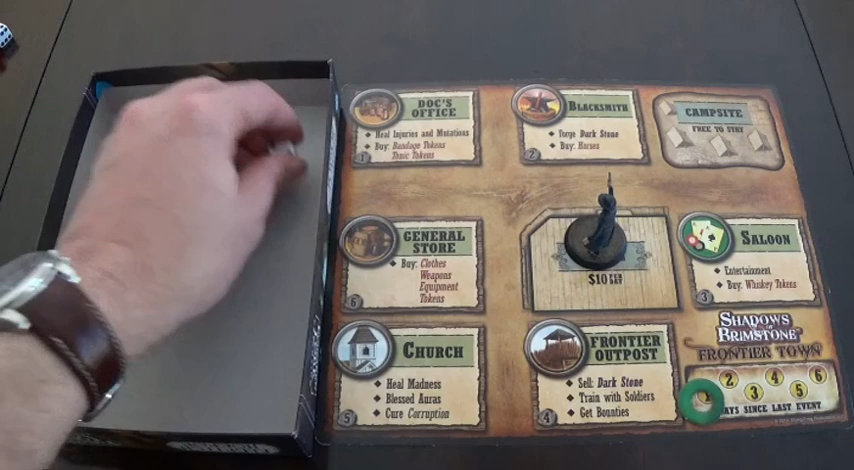 DOC'S
OFFICE
Heal Injuries and Mutations
Buy: Bandage Tokens
Tonic Tokens
1
BLACKSMITH
Forge Dark Stone
Buy: Horses
2
CAMPSITE
FREE TO STAY
GENERAL
STORE
Buy: Clothes
Weapons
Equipment
Tokens
6
$10 PER
DAY
SALOON
Entertainment
Buy: Whiskey Tokens
3
CHURCH
Heal Madness
Blessed Auras
Cure Corruption
5
FRONTIER
OUTPOST
Sell: Dark Stone
Train with Soldiers
Get Bounties
4
SHADOWS
OF
BRIMSTONE
FRONTIER TOWN
2 4 6
3 5
DAYS SINCE LAST EVENT